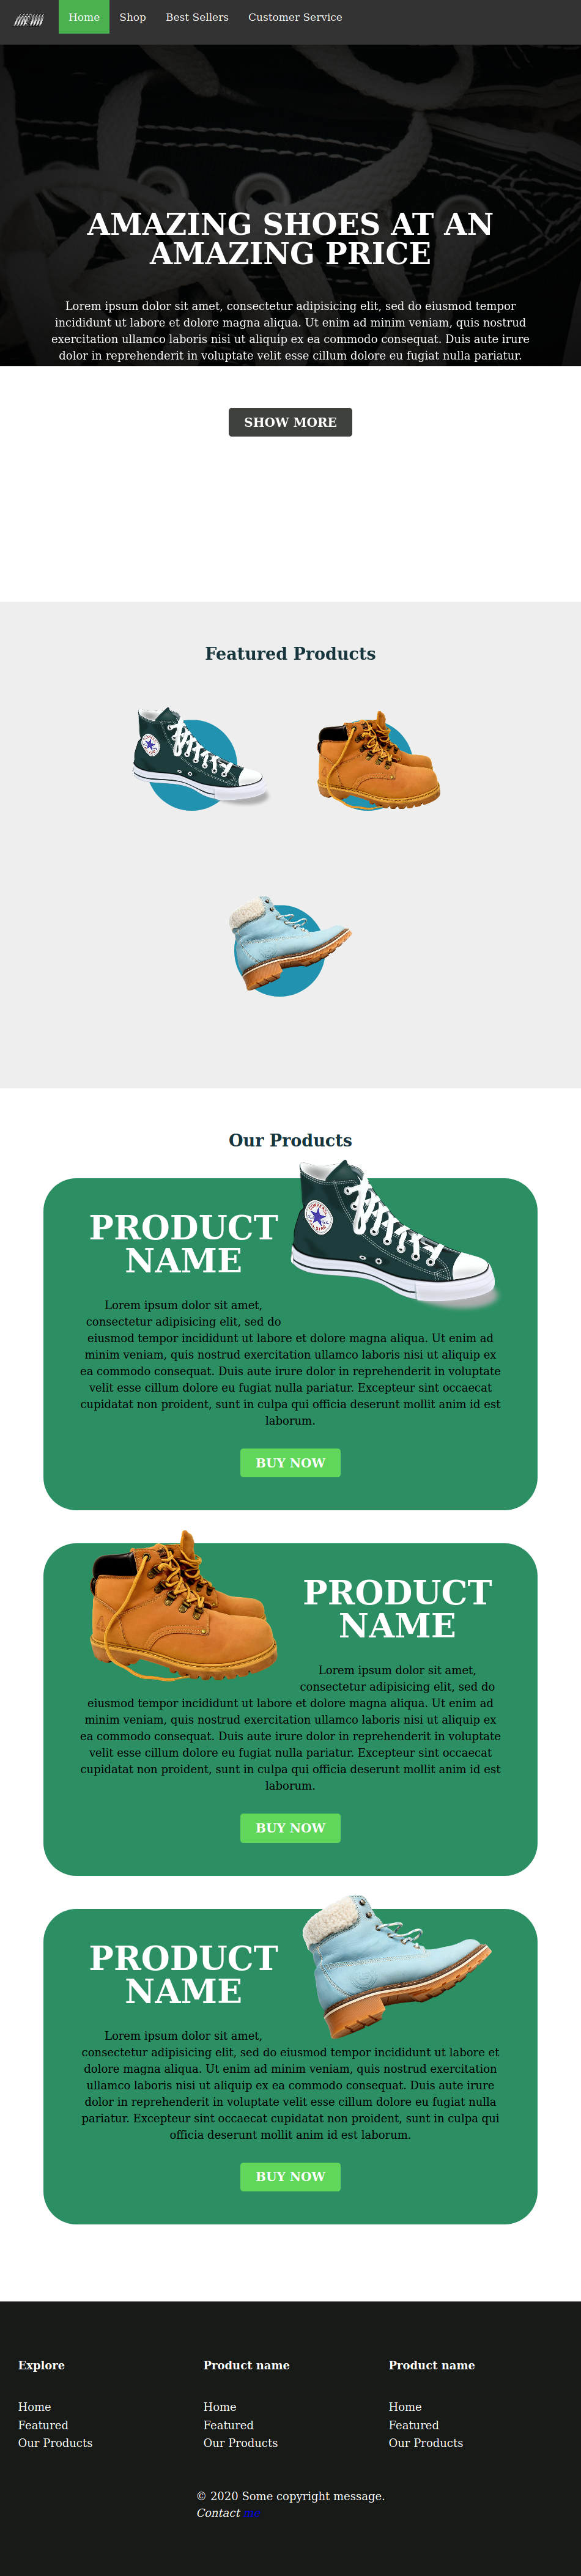 Home Shop Best Sellers Customer Service
AMAZING SHOES AT AN
AMAZING PRICE
Lorem ipsum dolor sit amet, consectetur adipisicing elit, sed do eiusmod tempor
incididunt ut labore et dolore magna aliqua. Ut enim ad minim veniam, quis nostrud
exercitation ullamco laboris nisi ut aliquip ex ea commodo consequat. Duis aute irure
dolor in reprehenderit in voluptate velit esse cillum dolore eu fugiat nulla pariatur.
SHOW MORE
Featured Products
Our Products
PRODUCT
NAME
Lorem ipsum dolor sit amet,
consectetur adipisicing elit, sed do
eiusmod tempor incididunt ut labore et dolore magna aliqua. Ut enim ad
minim veniam, quis nostrud exercitation ullamco laboris nisi ut aliquip ex
ea commodo consequat. Duis aute irure dolor in reprehenderit in voluptate
velit esse cillum dolore eu fugiat nulla pariatur. Excepteur sint occaecat
cupidatat non proident, sunt in culpa qui officia deserunt mollit anim id est
laborum.
BUY NOW
PRODUCT
NAME
Lorem ipsum dolor sit amet,
consectetur adipisicing elit, sed do
eiusmod tempor incididunt ut labore et dolore magna aliqua. Ut enim ad
minim veniam, quis nostrud exercitation ullamco laboris nisi ut aliquip ex
ea commodo consequat. Duis aute irure dolor in reprehenderit in voluptate
velit esse cillum dolore eu fugiat nulla pariatur. Excepteur sint occaecat
cupidatat non proident, sunt in culpa qui officia deserunt mollit anim id est
laborum.
BUY NOW
PRODUCT
NAME
Lorem ipsum dolor sit amet,
consectetur adipisicing elit, sed do eiusmod tempor incididunt ut labore et
dolore magna aliqua. Ut enim ad minim veniam, quis nostrud exercitation
ullamco laboris nisi ut aliquip ex ea commodo consequat. Duis aute irure
dolor in reprehenderit in voluptate velit esse cillum dolore eu fugiat nulla
pariatur. Excepteur sint occaecat cupidatat non proident, sunt in culpa qui
officia deserunt mollit anim id est laborum.
BUY NOW
Explore
Home
Featured
Our Products
Product name
Home
Featured
Our Products
Product name
Home
Featured
Our Products
© 2020 Some copyright message.
Contact